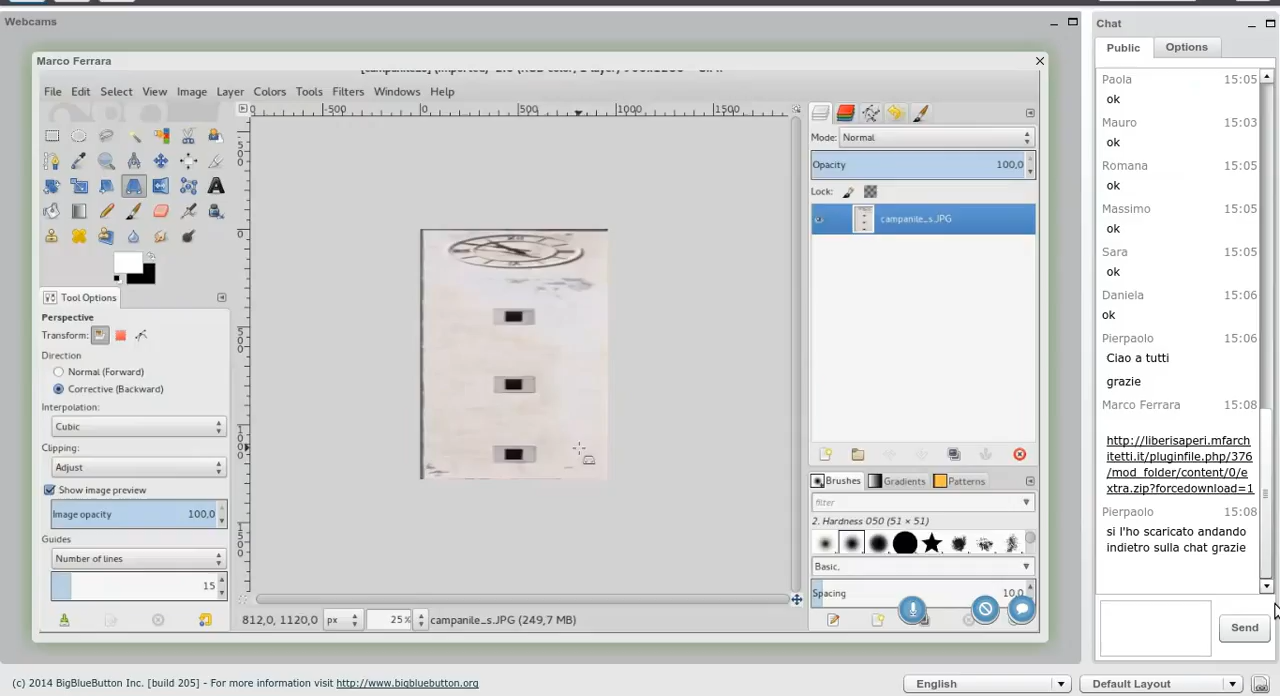 Webcams
Marco Ferrara
File Edit Select View Image Layer Colors Tools Filters Windows Help
0 -500 0 500 1000 1500
Mode: Normal
Opacity 100,0
Lock:
campanile_s.JPG
Tool Options
Perspective
Transform:
Direction
Normal (Forward)
Corrective (Backward)
Interpolation:
Cubic
Clipping:
Adjust
Show image preview
Image opacity 100,0
Guides
Number of lines
15
Brushes Gradients Patterns
filter
2. Hardness 050 (51 × 51)
Basic,
Spacing 10,0
812,0, 1120,0 px 25% campanile_s.JPG (249,7 MB)
Chat
Public Options
Paola 15:05
ok
Mauro 15:03
ok
Romana 15:05
ok
Massimo 15:05
ok
Sara 15:05
ok
Daniela 15:06
ok
Pierpaolo 15:06
Ciao a tutti
grazie
Marco Ferrara 15:08
http://liberisaperi.mfarch
itetti.it/pluginfile.php/376
/mod_folder/content/0/e
xtra.zip?forcedownload=1
Pierpaolo 15:08
si l'ho scaricato andando
indietro sulla chat grazie
Send
(c) 2014 BigBlueButton Inc. [build 205] - For more information visit http://www.bigbluebutton.org
English
Default Layout